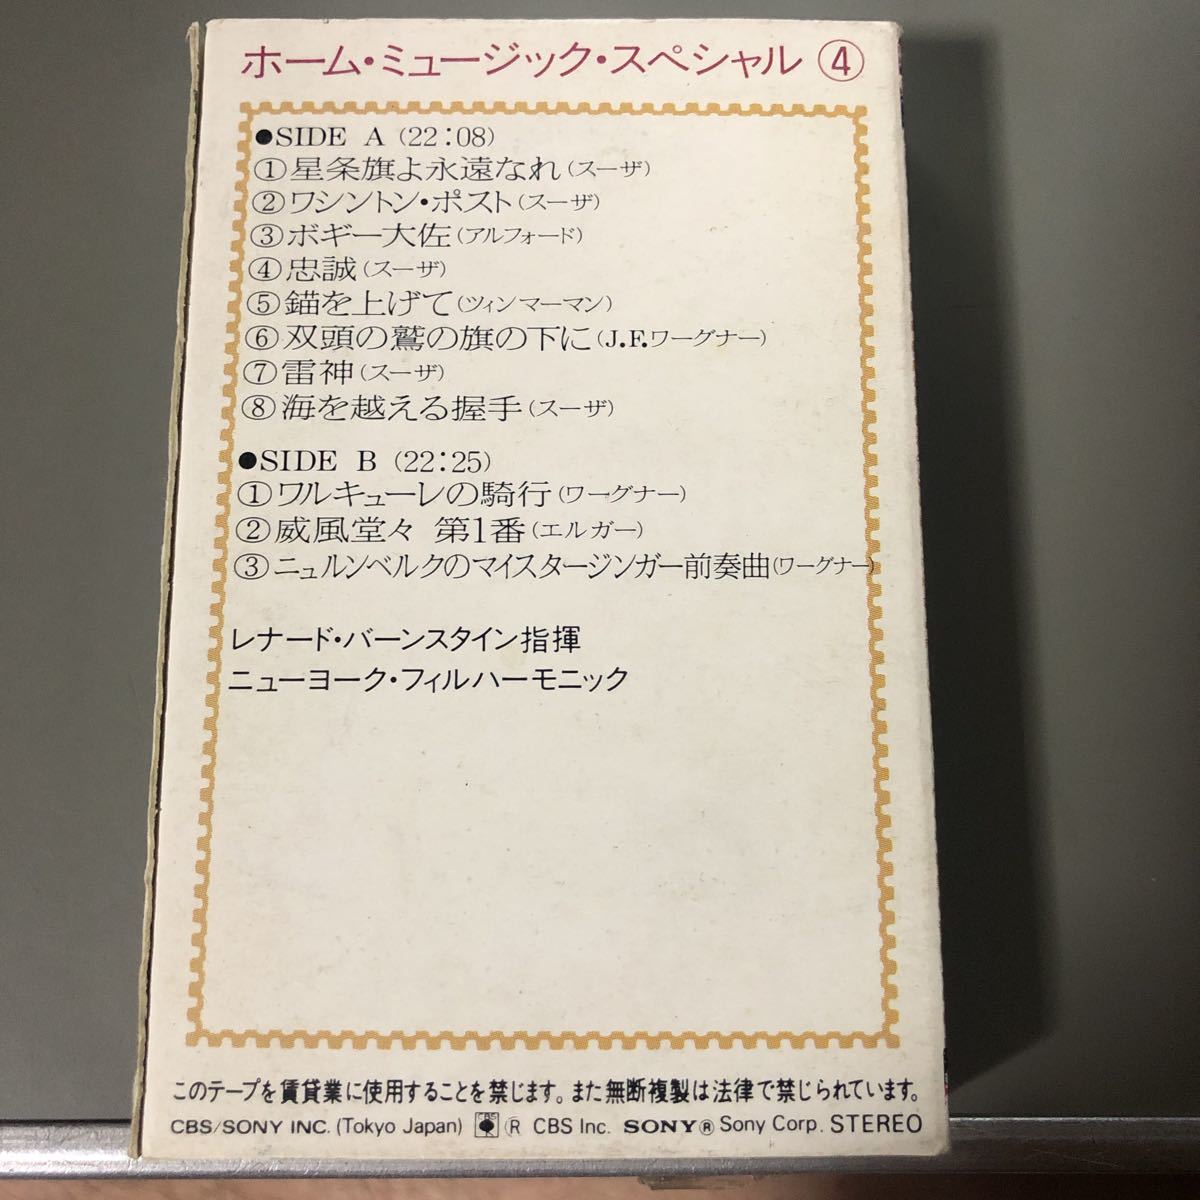 ホーム・ミュージック・スペシャル ④
●SIDE A (22:08)
①星条旗よ永遠なれ(スーザ)
②ワシントン・ポスト(スーザ)
③ボギー大佐(アルフォード)
④忠誠(スーザ)
⑤錨を上げて(ツィンマーマン)
⑥双頭の鷲の旗の下に(J.F.ワーグナー)
⑦雷神(スーザ)
⑧海を越える握手(スーザ)
●SIDE B (22:25)
①ワルキューレの騎行(ワーグナー)
②威風堂々 第1番(エルガー)
③ニュルンベルクのマイスタージンガー前奏曲(ワーグナー)
レナード・バーンスタイン指揮
ニューヨーク・フィルハーモニック
このテープを賃貸業に使用することを禁じます。また無断複製は法律で禁じられています。
CBS/SONY INC. (Tokyo Japan) CBS Ⓡ CBS Inc. SONY® Sony Corp. STEREO